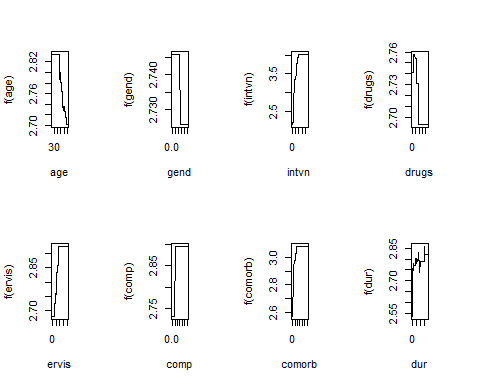 f(age)
2.70 2.76 2.82
30
age
f(gend)
2.730 2.740
0.0
gend
f(intvn)
2.5 3.5
0
intvn
f(drugs)
2.70 2.73 2.76
0
drugs
f(ervis)
2.70 2.85
0
ervis
f(comp)
2.75 2.85
0.0
comp
f(comorb)
2.6 2.8 3.0
0
comorb
f(dur)
2.55 2.70 2.85
0
dur